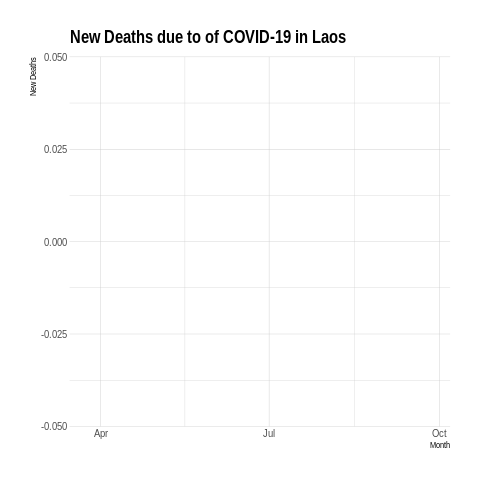 New Deaths due to of COVID-19 in Laos
New Deaths
0.050
0.025
0.000
-0.025
-0.050
Apr
Jul
Oct
Month